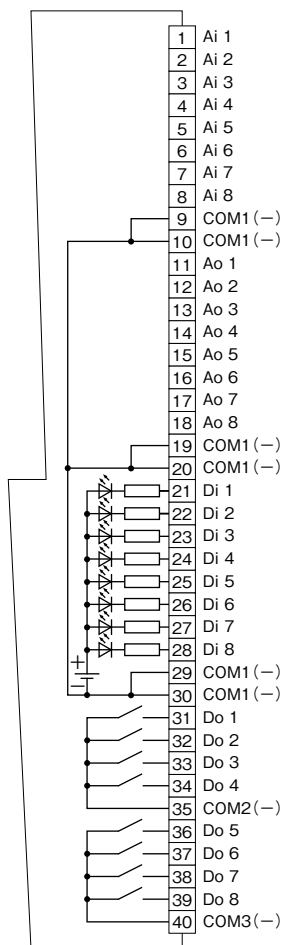 1 Ai 1
2 Ai 2
3 Ai 3
4 Ai 4
5 Ai 5
6 Ai 6
7 Ai 7
8 Ai 8
9 COM1(−)
10 COM1(−)
11 Ao 1
12 Ao 2
13 Ao 3
14 Ao 4
15 Ao 5
16 Ao 6
17 Ao 7
18 Ao 8
19 COM1(−)
20 COM1(−)
21 Di 1
22 Di 2
23 Di 3
24 Di 4
25 Di 5
26 Di 6
27 Di 7
28 Di 8
+
29 COM1(−)
−
30 COM1(−)
31 Do 1
32 Do 2
33 Do 3
34 Do 4
35 COM2(−)
36 Do 5
37 Do 6
38 Do 7
39 Do 8
40 COM3(−)